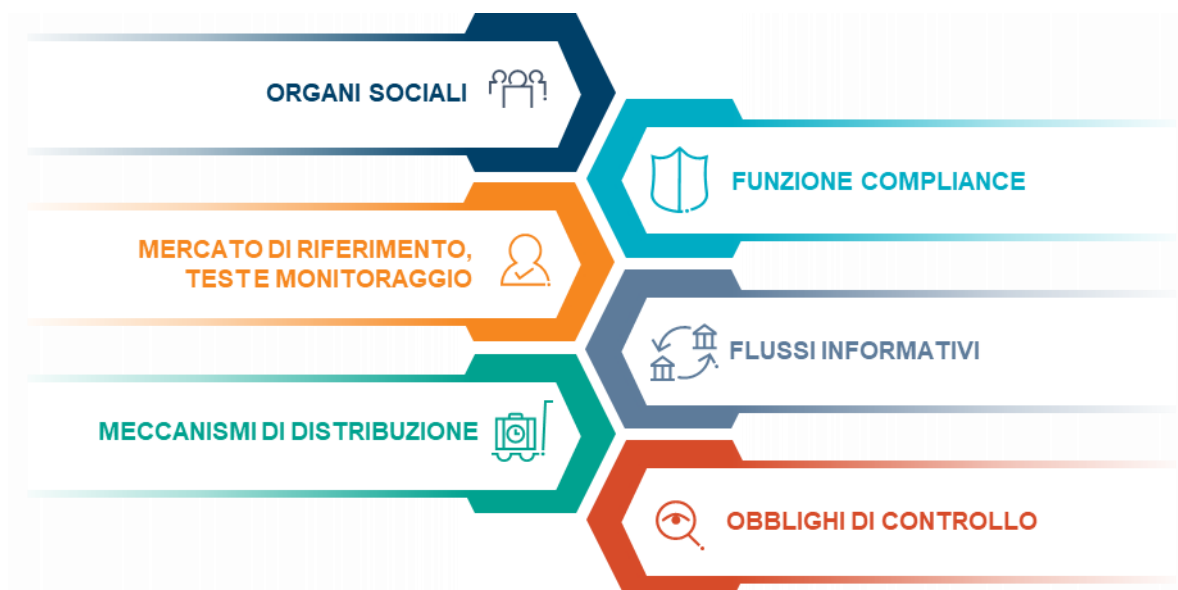 ORGANI SOCIALI
FUNZIONE COMPLIANCE
MERCATO DI RIFERIMENTO,
TEST E MONITORAGGIO
FLUSSI INFORMATIVI
MECCANISMI DI DISTRIBUZIONE
OBBLIGHI DI CONTROLLO